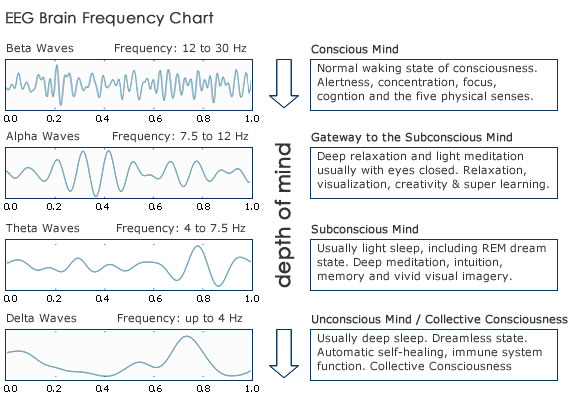 EEG Brain Frequency Chart
Beta Waves Frequency: 12 to 30 Hz
0.0 0.2 0.4 0.6 0.8 1.0
Conscious Mind
Normal waking state of consciousness.
Alertness, concentration, focus,
cogntion and the five physical senses.
Alpha Waves Frequency: 7.5 to 12 Hz
0.0 0.2 0.4 0.6 0.8 1.0
Gateway to the Subconscious Mind
Deep relaxation and light meditation
usually with eyes closed. Relaxation,
visualization, creativity & super learning.
depth of mind
Theta Waves Frequency: 4 to 7.5 Hz
0.0 0.2 0.4 0.6 0.8 1.0
Subconscious Mind
Usually light sleep, including REM dream
state. Deep meditation, intuition,
memory and vivid visual imagery.
Delta Waves Frequency: up to 4 Hz
0.0 0.2 0.4 0.6 0.8 1.0
Unconscious Mind / Collective Consciousness
Usually deep sleep. Dreamless state.
Automatic self-healing, immune system
function. Collective Consciousness